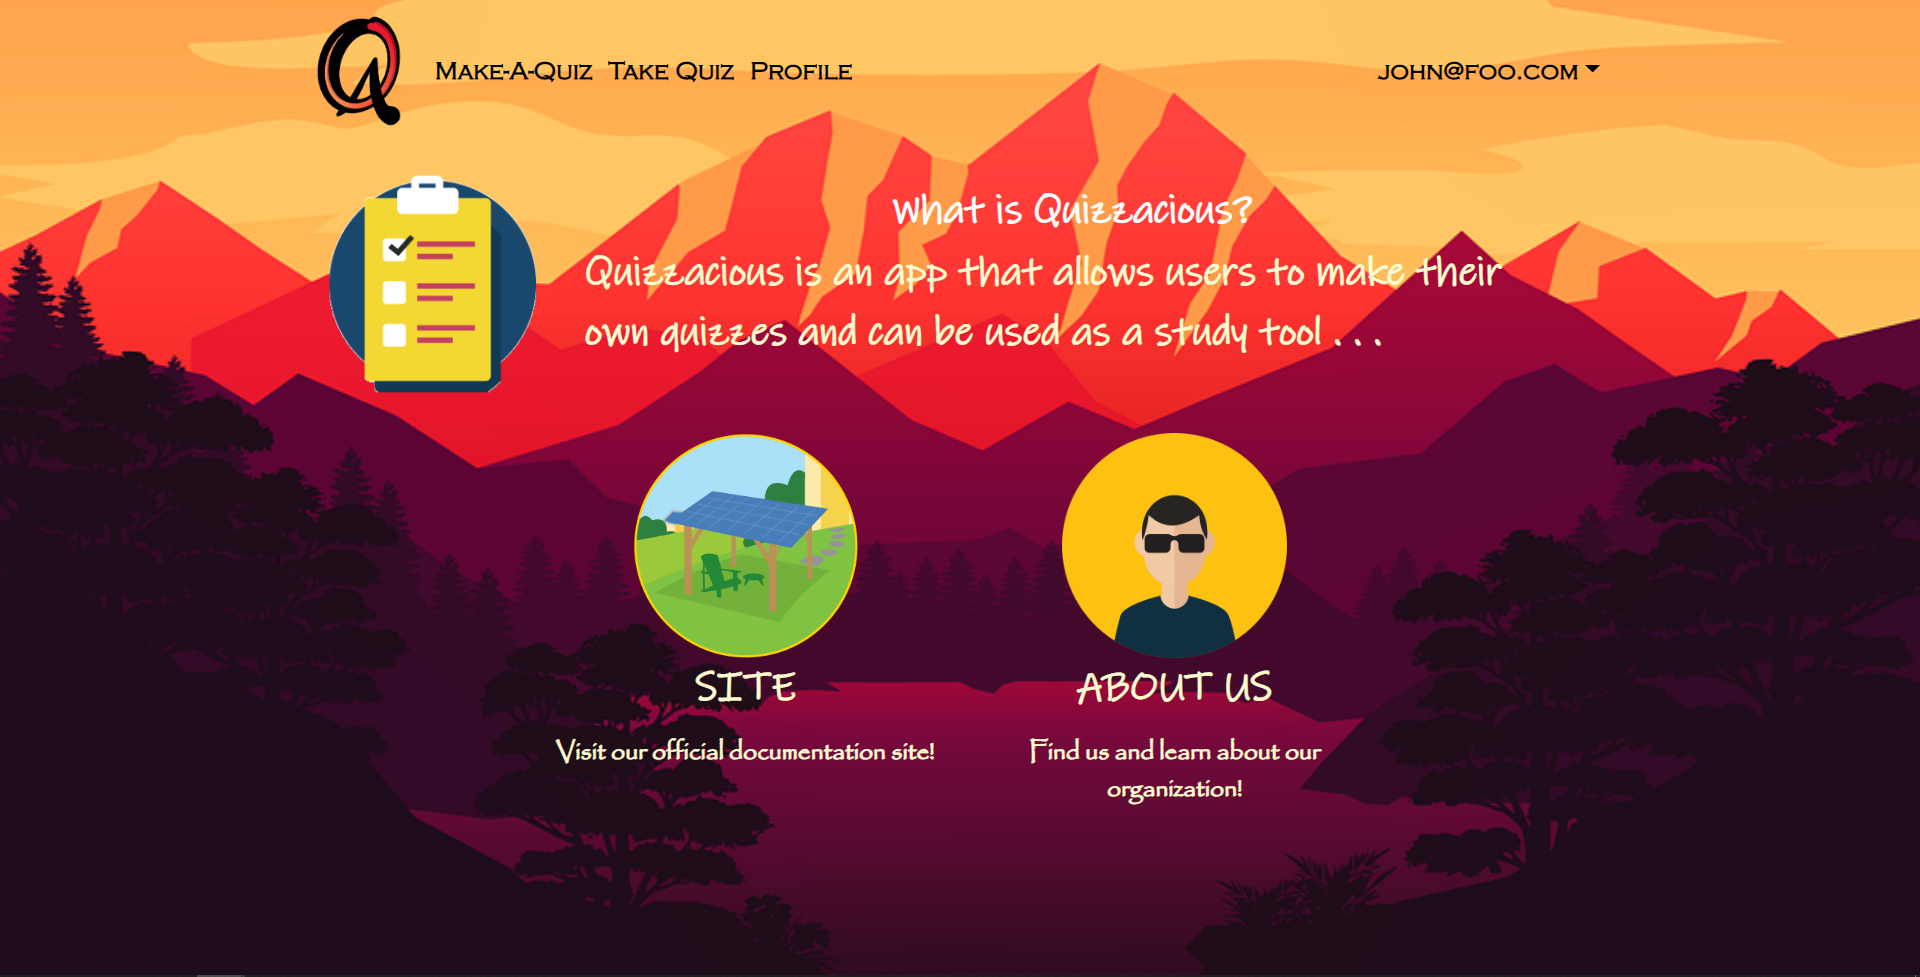 Q
Make-A-Quiz Take Quiz Profile
john@foo.com
What is Quizzacious?
Quizzacious is an app that allows users to make their
own quizzes and can be used as a study tool . . .
SITE
ABOUT US
Visit our official documentation site!
Find us and learn about our
organization!